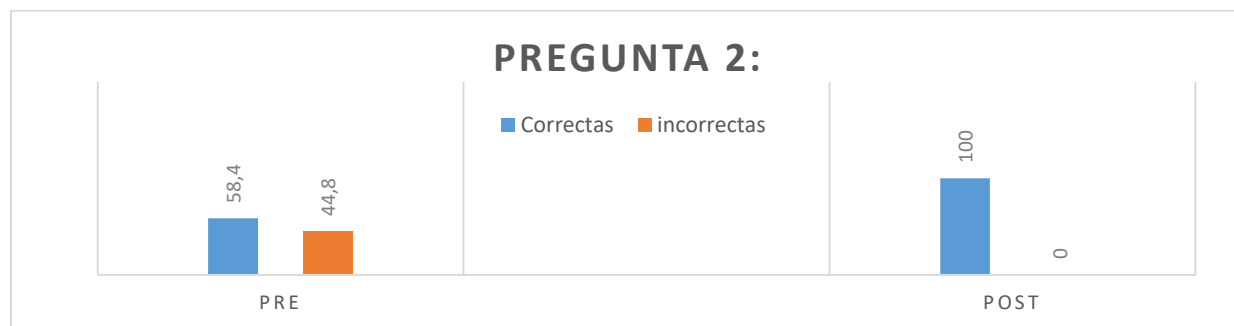 PREGUNTA 2:
Correctas incorrectas
58,4
44,8
100
0
PRE
POST